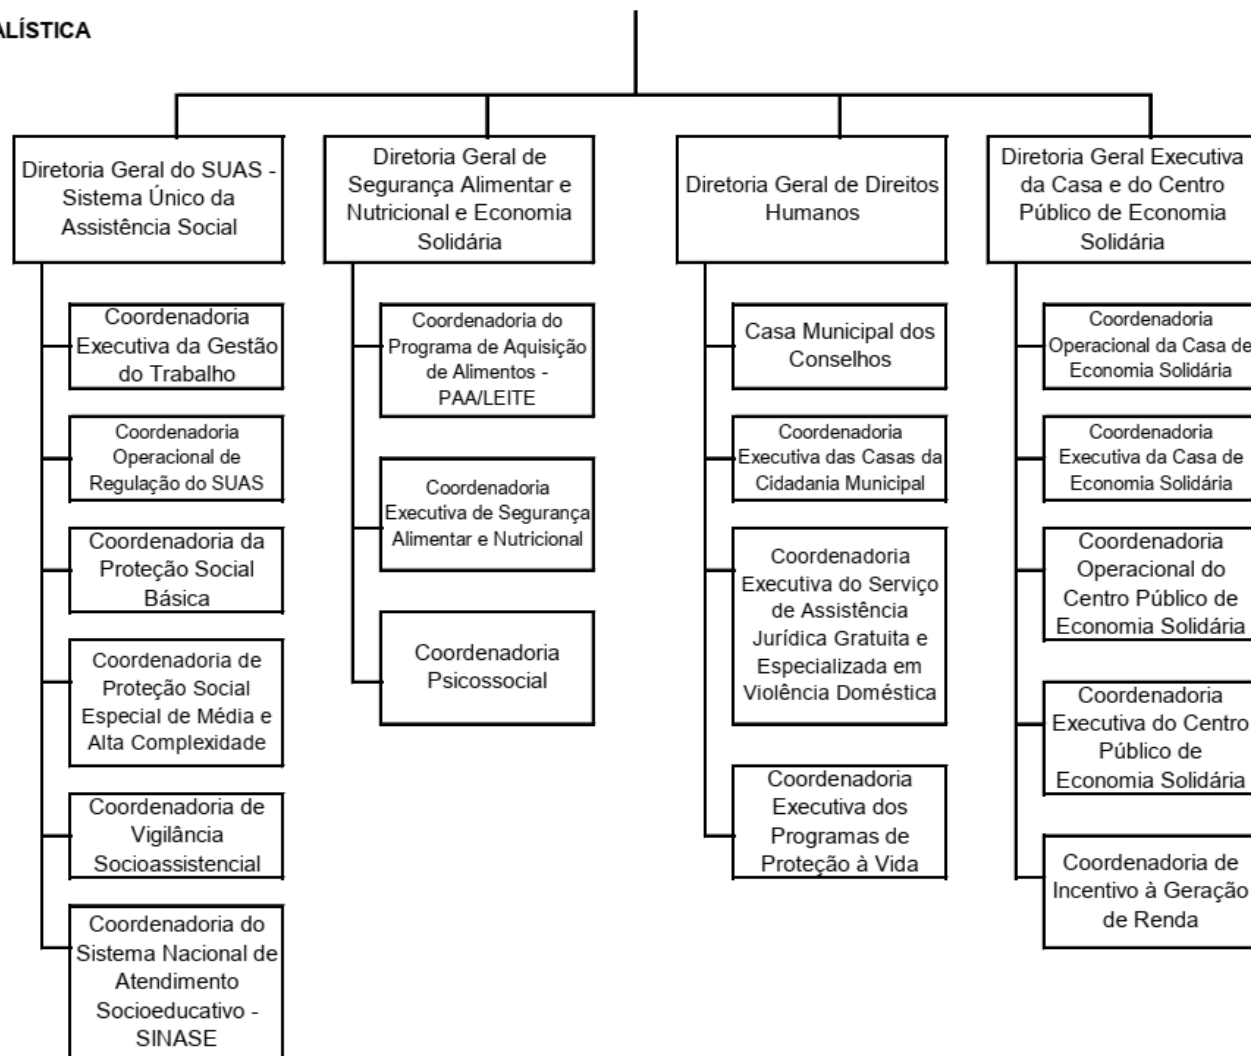 ALÍSTICA
Diretoria Geral do SUAS -
Sistema Único da
Assistência Social
Coordenadoria
Executiva da Gestão
do Trabalho
Coordenadoria
Operacional de
Regulação do SUAS
Coordenadoria da
Proteção Social
Básica
Coordenadoria de
Proteção Social
Especial de Média e
Alta Complexidade
Coordenadoria de
Vigilância
Socioassistencial
Coordenadoria do
Sistema Nacional de
Atendimento
Socioeducativo -
SINASE
Diretoria Geral de
Segurança Alimentar e
Nutricional e Economia
Solidária
Coordenadoria do
Programa de Aquisição
de Alimentos -
PAA/LEITE
Coordenadoria
Executiva de Segurança
Alimentar e Nutricional
Coordenadoria
Psicossocial
Diretoria Geral de Direitos
Humanos
Casa Municipal dos
Conselhos
Coordenadoria
Executiva das Casas da
Cidadania Municipal
Coordenadoria
Executiva do Serviço
de Assistência
Jurídica Gratuita e
Especializada em
Violência Doméstica
Coordenadoria
Executiva dos
Programas de
Proteção à Vida
Diretoria Geral Executiva
da Casa e do Centro
Público de Economia
Solidária
Coordenadoria
Operacional da Casa de
Economia Solidária
Coordenadoria
Executiva da Casa de
Economia Solidária
Coordenadoria
Operacional do
Centro Público de
Economia Solidária
Coordenadoria
Executiva do Centro
Público de
Economia Solidária
Coordenadoria de
Incentivo à Geração
de Renda